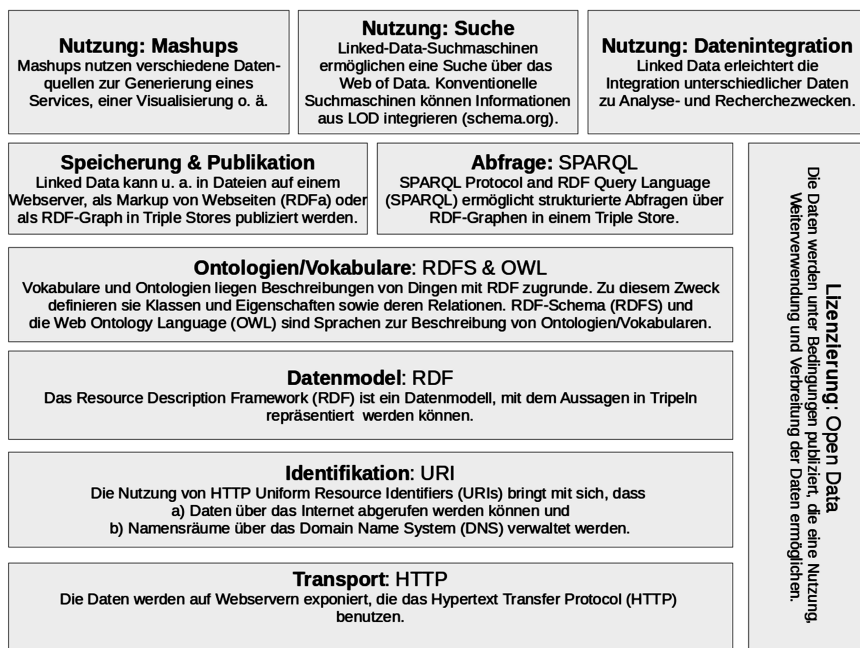 Nutzung: Mashups
Mashups nutzen verschiedene Daten-
quellen zur Generierung eines
Services, einer Visualisierung o. ä.
Nutzung: Suche
Linked-Data-Suchmaschinen
ermöglichen eine Suche über das
Web of Data. Konventionelle
Suchmaschinen können Informationen
aus LOD integrieren (schema.org).
Nutzung: Datenintegration
Linked Data erleichtert die
Integration unterschiedlicher Daten
zu Analyse- und Recherchezwecken.
Speicherung & Publikation
Linked Data kann u. a. in Dateien auf einem
Webserver, als Markup von Webseiten (RDFa) oder
als RDF-Graph in Triple Stores publiziert werden.
Abfrage: SPARQL
SPARQL Protocol and RDF Query Language
(SPARQL) ermöglicht strukturierte Abfragen über
RDF-Graphen in einem Triple Store.
Ontologien/Vokabulare: RDFS & OWL
Vokabulare und Ontologien liegen Beschreibungen von Dingen mit RDF zugrunde. Zu diesem Zweck
definieren sie Klassen und Eigenschaften sowie deren Relationen. RDF-Schema (RDFS) und
die Web Ontology Language (OWL) sind Sprachen zur Beschreibung von Ontologien/Vokabularen.
Datenmodel: RDF
Das Resource Description Framework (RDF) ist ein Datenmodell, mit dem Aussagen in Tripeln
repräsentiert werden können.
Identifikation: URI
Die Nutzung von HTTP Uniform Resource Identifiers (URIs) bringt mit sich, dass
a) Daten über das Internet abgerufen werden können und
b) Namensräume über das Domain Name System (DNS) verwaltet werden.
Transport: HTTP
Die Daten werden auf Webservern exponiert, die das Hypertext Transfer Protocol (HTTP)
benutzen.
Lizenzierung: Open Data
Die Daten werden unter Bedingungen publiziert, die eine Nutzung,
Weiterverwendung und Verbreitung der Daten ermöglichen.